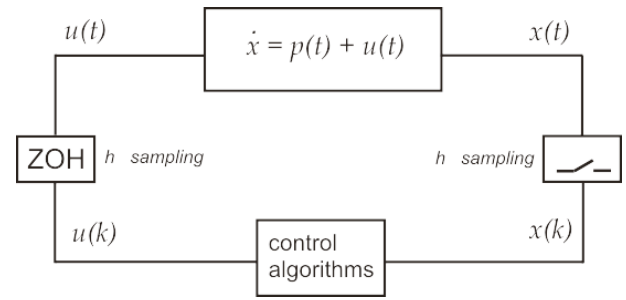 u(t)
ẋ = p(t) + u(t)
x(t)
ZOH
h sampling
h sampling
u(k)
control
algorithms
x(k)